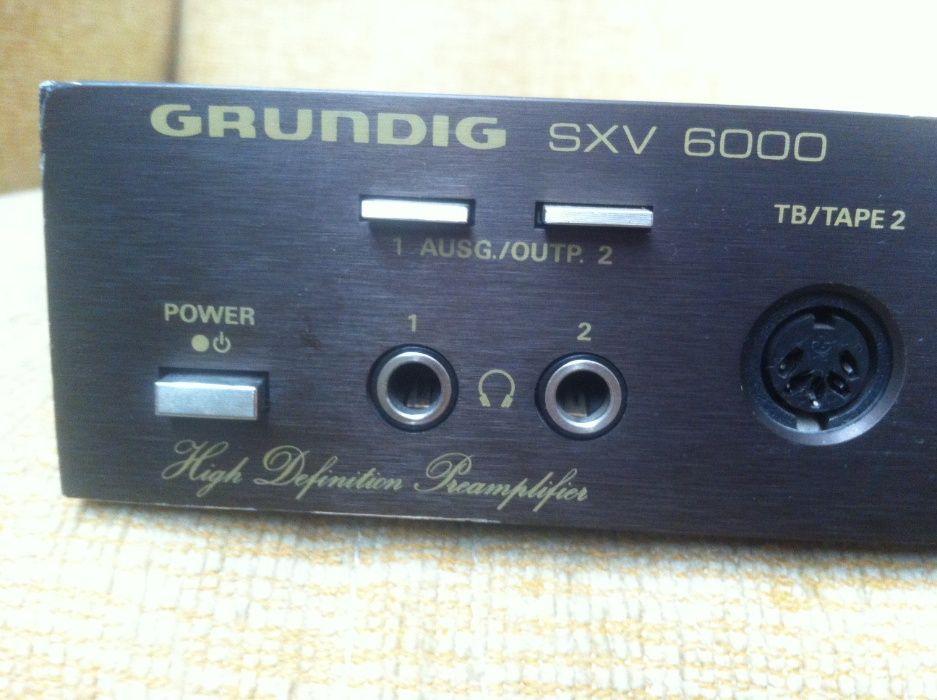 GRUNDIG SXV 6000
1 AUSG./OUTP. 2
TB/TAPE 2
POWER
1
2
High Definition Preamplifier